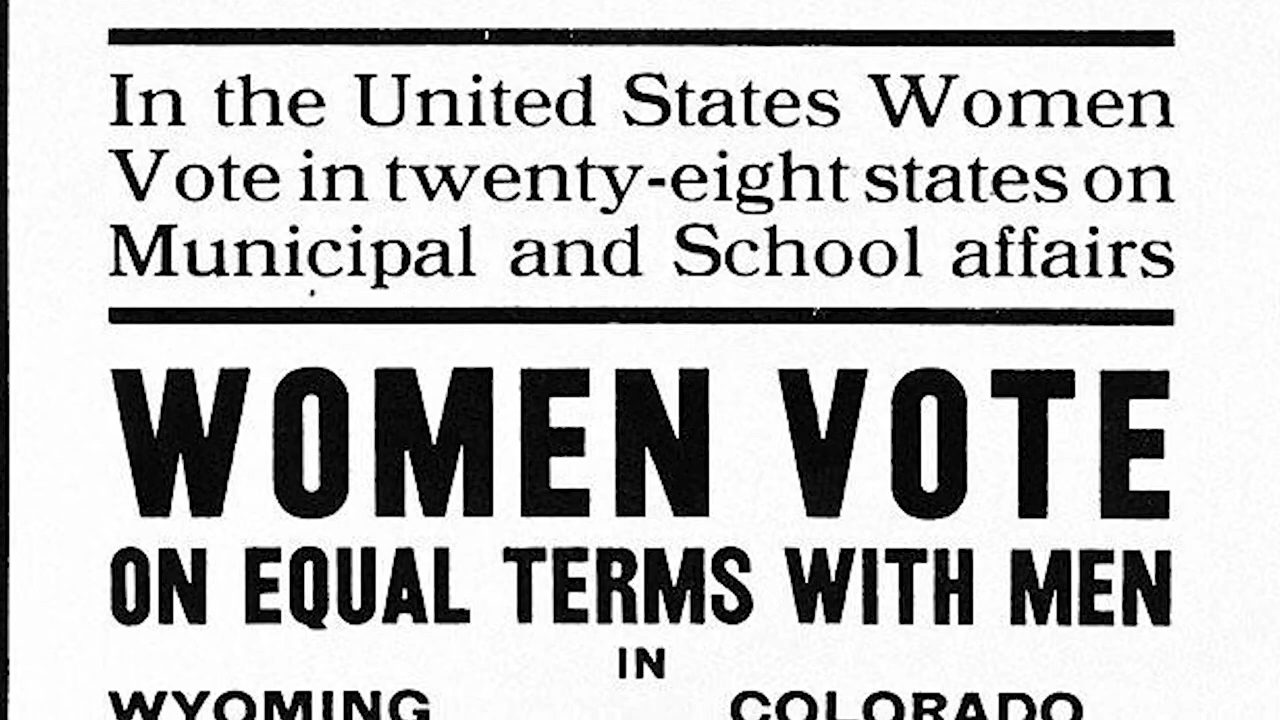 In the United States Women
Vote in twenty-eight states on
Municipal and School affairs
WOMEN VOTE
ON EQUAL TERMS WITH MEN
IN
WYOMING COLORADO